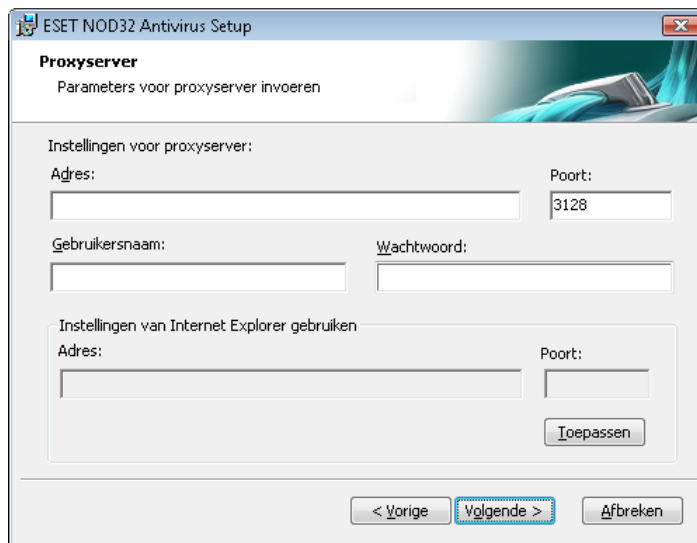 ESET NOD32 Antivirus Setup
Proxyserver
Parameters voor proxyserver invoeren
Instellingen voor proxyserver:
Adres: Poort:
3128
Gebruikersnaam: Wachtwoord:
Instellingen van Internet Explorer gebruiken
Adres: Poort:
Toepassen
< Vorige Volgende > Afbreken